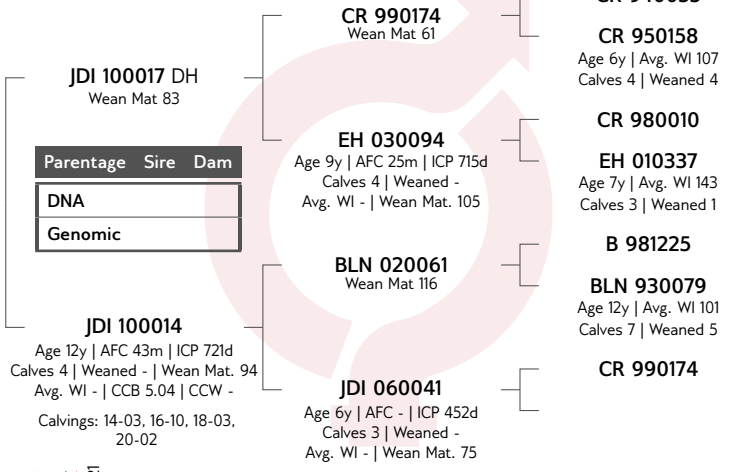 CR 990174
Wean Mat 61
CR 950158
Age 6y | Avg. WI 107
Calves 4 | Weaned 4
JDI 100017 DH
Wean Mat 83
CR 980010
EH 030094
Age 9y | AFC 25m | ICP 715d
Calves 4 | Weaned -
Avg. WI - | Wean Mat. 105
EH 010337
Age 7y | Avg. WI 143
Calves 3 | Weaned 1
Parentage Sire Dam
DNA
Genomic
B 981225
BLN 020061
Wean Mat 116
BLN 930079
Age 12y | Avg. WI 101
Calves 7 | Weaned 5
JDI 100014
Age 12y | AFC 43m | ICP 721d
Calves 4 | Weaned - | Wean Mat. 94
Avg. WI - | CCB 5.04 | CCW -
Calvings: 14-03, 16-10, 18-03,
20-02
CR 990174
JDI 060041
Age 6y | AFC - | ICP 452d
Calves 3 | Weaned -
Avg. WI - | Wean Mat. 75